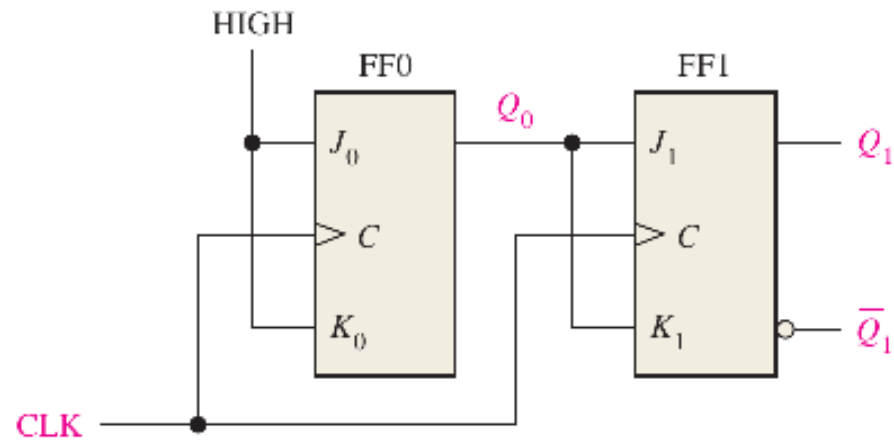 HIGH
FF0 FF1
Q₀
J₀ J₁ Q₁
C C
K₀ K₁ Q̅₁
CLK